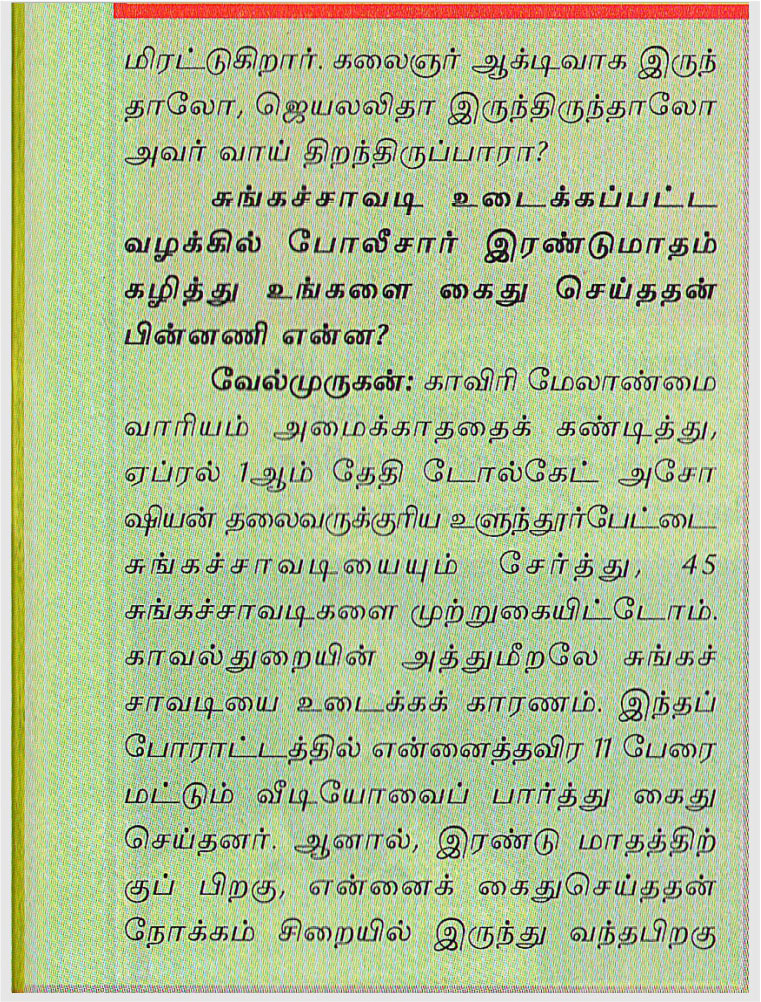 மிரட்டுகிறார். கலைஞர் ஆக்டிவாக இருந்
தாலோ, ஜெயலலிதா இருந்திருந்தாலோ
அவர் வாய் திறந்திருப்பாரா?
சுங்கச்சாவடி உடைக்கப்பட்ட
வழக்கில் போலீசார் இரண்டுமாதம்
கழித்து உங்களை கைது செய்ததன்
பின்னணி என்ன?
வேல்முருகன்: காவிரி மேலாண்மை
வாரியம் அமைக்காததைக் கண்டித்து,
ஏப்ரல் 1ஆம் தேதி டோல்கேட் அசோ
ஷியன் தலைவருக்குரிய உளுந்தூர்பேட்டை
சுங்கச்சாவடியையும் சேர்த்து, 45
சுங்கச்சாவடிகளை முற்றுகையிட்டோம்.
காவல்துறையின் அத்துமீறலே சுங்கச்
சாவடியை உடைக்கக் காரணம். இந்தப்
போராட்டத்தில் என்னைத்தவிர 11 பேரை
மட்டும் வீடியோவைப் பார்த்து கைது
செய்தனர். ஆனால், இரண்டு மாதத்திற்
குப் பிறகு, என்னைக் கைதுசெய்ததன்
நோக்கம் சிறையில் இருந்து வந்தபிறகு